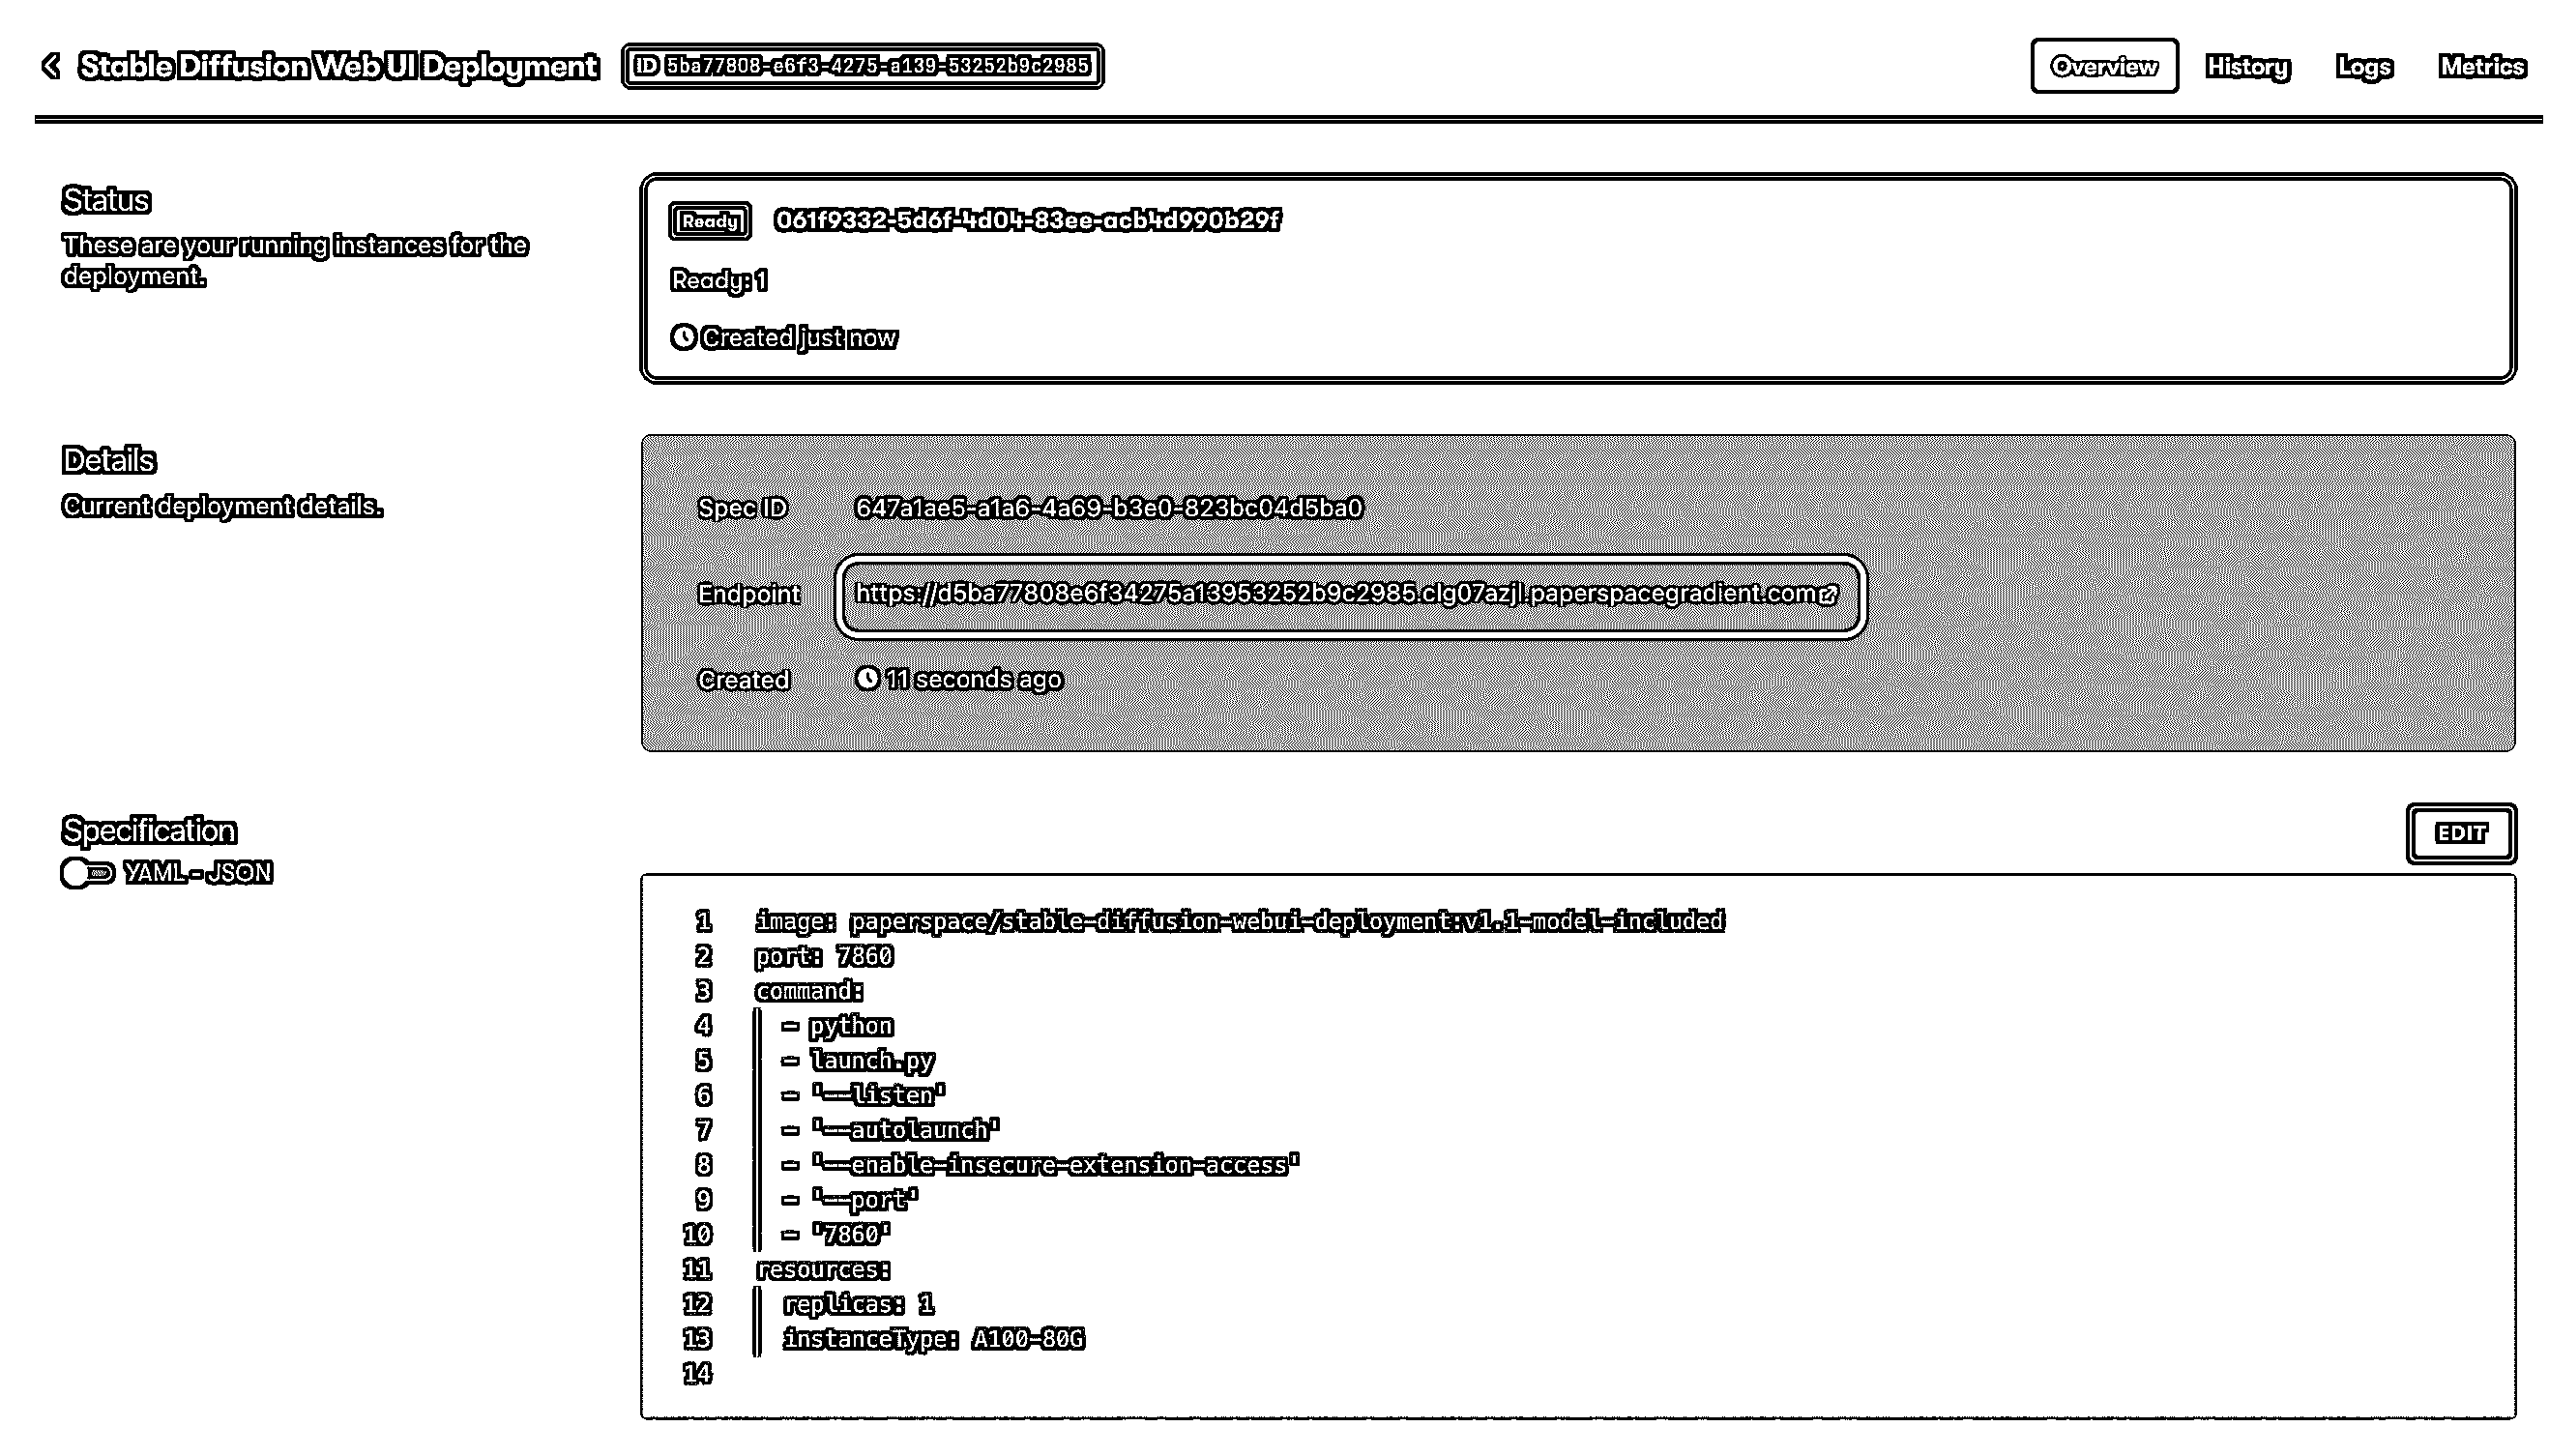 Stable Diffusion Web UI Deployment ID 5ba77808-e6f3-4275-a139-53252b9c2985 Overview History Logs Metrics
Status
These are your running instances for the
deployment.
Ready 061f9332-5d6f-4d04-83ee-acb4d990b29f
Ready: 1
Created just now
Details
Current deployment details.
Spec ID 647a1ae5-a1a6-4a69-b3e0-823bc04d5ba0
Endpoint https://d5ba77808e6f34275a13953252b9c2985.clg07azjl.paperspacegradient.com
Created 11 seconds ago
Specification
YAML - JSON
EDIT
1 image: paperspace/stable-diffusion-webui-deployment:v1.1-model-included
2 port: 7860
3 command:
4 - python
5 - launch.py
6 - '--listen'
7 - '--autolaunch'
8 - '--enable-insecure-extension-access'
9 - '--port'
10 - '7860'
11 resources:
12 replicas: 1
13 instanceType: A100-80G
14